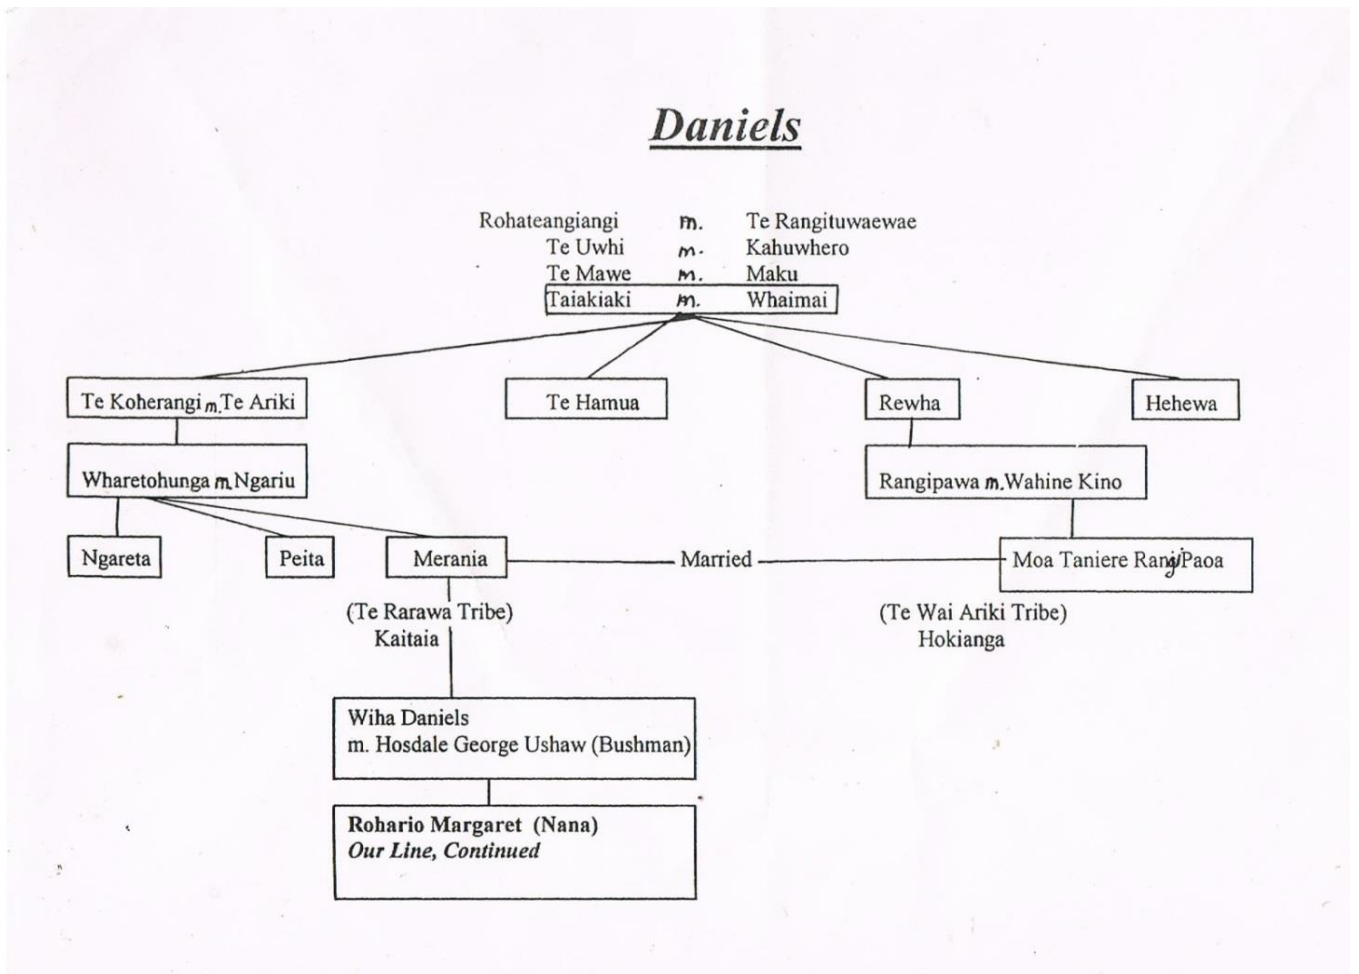 Daniels
Rohateangiangi m. Te Rangituwaewae
Te Uwhi m. Kahuwhero
Te Mawe m. Maku
Taiakiaki m. Whaimai
Te Koherangi m. Te Ariki
Te Hamua
Rewha
Hehewa
Wharetohunga m. Ngariu
Rangipawa m. Wahine Kino
Ngareta
Peita
Merania
Married
Moa Taniere Rangi Paoa
(Te Rarawa Tribe)
Kaitaia
(Te Wai Ariki Tribe)
Hokianga
Wiha Daniels
m. Hosdale George Ushaw (Bushman)
Rohario Margaret (Nana)
Our Line, Continued